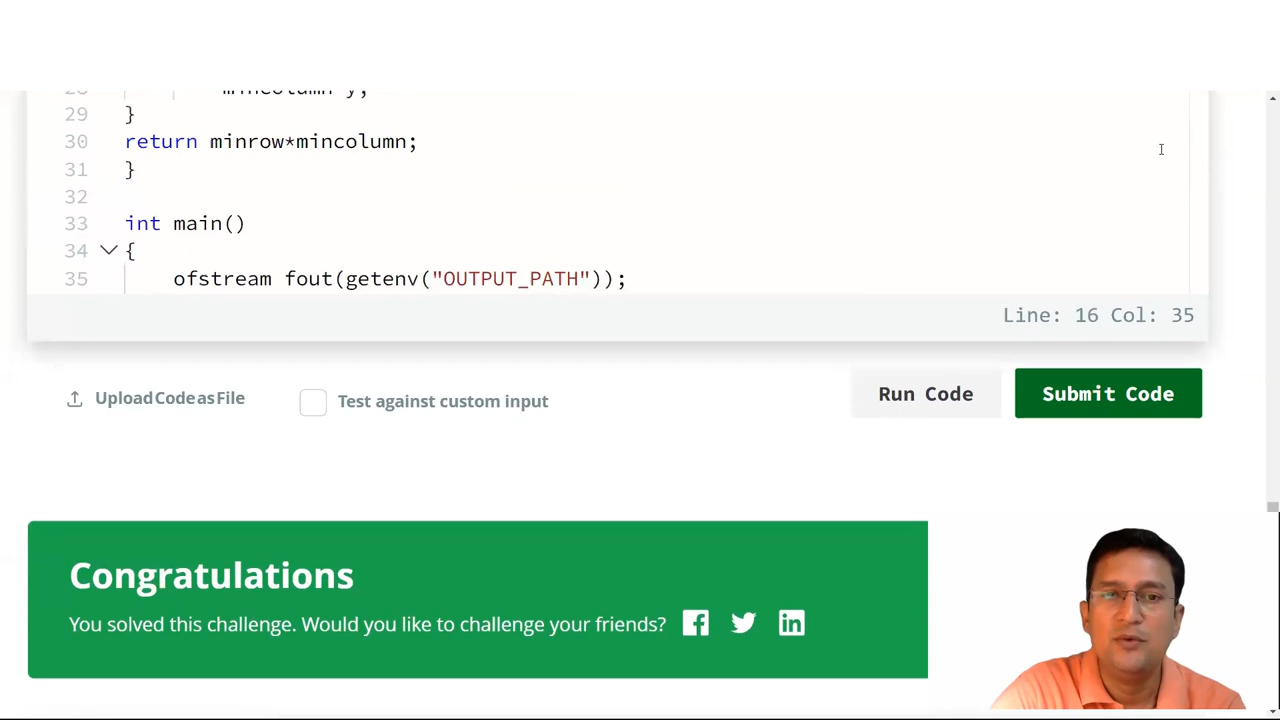 29 }
30 return minrow*mincolumn;
31 }
32
33 int main()
34 {
35 ofstream fout(getenv("OUTPUT_PATH"));
Line: 16 Col: 35
Upload Code as File
Test against custom input
Run Code
Submit Code
Congratulations
You solved this challenge. Would you like to challenge your friends?